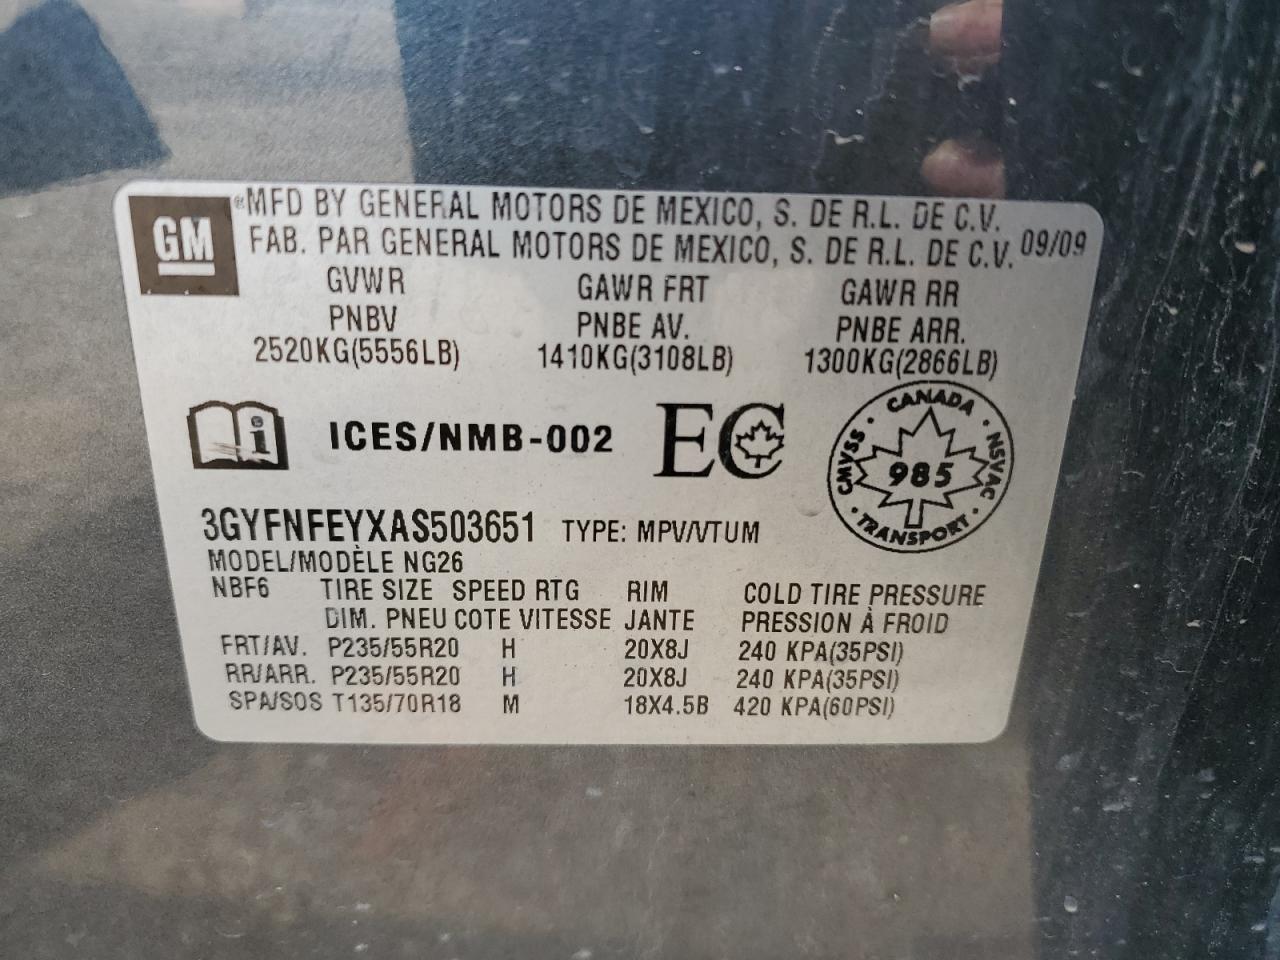 GM
®MFD BY GENERAL MOTORS DE MEXICO, S. DE R.L. DE C.V.
FAB. PAR GENERAL MOTORS DE MEXICO, S. DE R.L. DE C.V. 09/09
GVWR GAWR FRT GAWR RR
PNBV PNBE AV. PNBE ARR.
2520KG(5556LB) 1410KG(3108LB) 1300KG(2866LB)
i ICES/NMB-002 EC
CANADA
CMVSS 985 NSVAC
TRANSPORT
3GYFNFEYXAS503651 TYPE: MPV/VTUM
MODEL/MODÈLE NG26
NBF6 TIRE SIZE SPEED RTG RIM COLD TIRE PRESSURE
DIM. PNEU COTE VITESSE JANTE PRESSION À FROID
FRT/AV. P235/55R20 H 20X8J 240 KPA(35PSI)
RR/ARR. P235/55R20 H 20X8J 240 KPA(35PSI)
SPA/SOS T135/70R18 M 18X4.5B 420 KPA(60PSI)